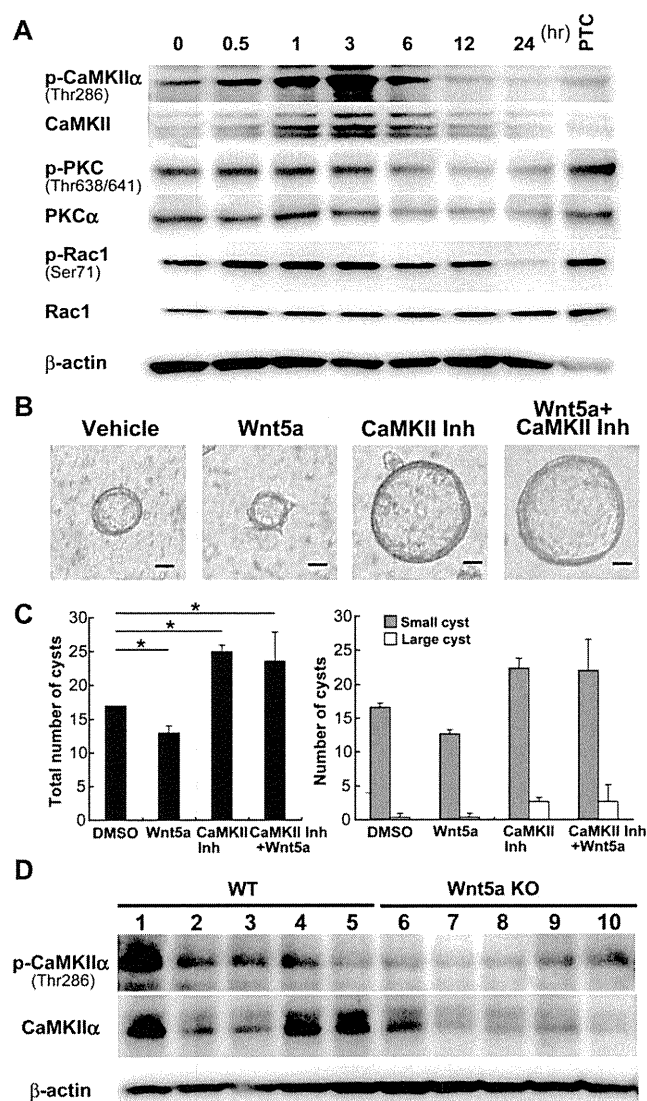 A
0 0.5 1 3 6 12 24 (hr) PTC
p-CaMKIIα
(Thr286)
CaMKII
p-PKC
(Thr638/641)
PKCα
p-Rac1
(Ser71)
Rac1
β-actin
B
Vehicle Wnt5a CaMKII Inh Wnt5a+
CaMKII Inh
C
Total number of cysts
30
25
20
15
10
5
0
* * *
DMSO Wnt5a CaMKII
Inh CaMKII Inh
+Wnt5a
Number of cysts
30
25
20
15
10
5
0
Small cyst
Large cyst
DMSO Wnt5a CaMKII
Inh CaMKII Inh
+Wnt5a
D
WT Wnt5a KO
1 2 3 4 5 6 7 8 9 10
p-CaMKIIα
(Thr286)
CaMKIIα
β-actin